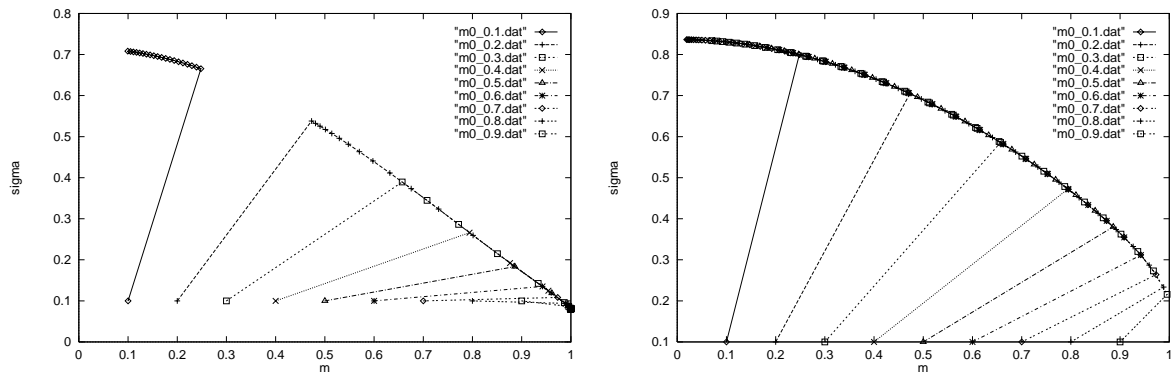 0.8
0.7
0.6
0.5
0.4
0.3
0.2
0.1
0
sigma
0 0.1 0.2 0.3 0.4 0.5 0.6 0.7 0.8 0.9 1
m
"m0_0.1.dat"
"m0_0.2.dat"
"m0_0.3.dat"
"m0_0.4.dat"
"m0_0.5.dat"
"m0_0.6.dat"
"m0_0.7.dat"
"m0_0.8.dat"
"m0_0.9.dat"
0.9
0.8
0.7
0.6
0.5
0.4
0.3
0.2
0.1
sigma
0 0.1 0.2 0.3 0.4 0.5 0.6 0.7 0.8 0.9 1
m
"m0_0.1.dat"
"m0_0.2.dat"
"m0_0.3.dat"
"m0_0.4.dat"
"m0_0.5.dat"
"m0_0.6.dat"
"m0_0.7.dat"
"m0_0.8.dat"
"m0_0.9.dat"